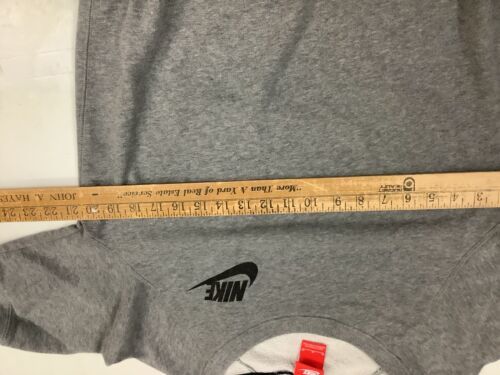 "More Than A Yard of Real Estate Service" JOHN A. HAYES
3 4 5 6 7 8 9 10 11 12 13 14 15 16 17 18 19 20 21 22 23 24
NIKE